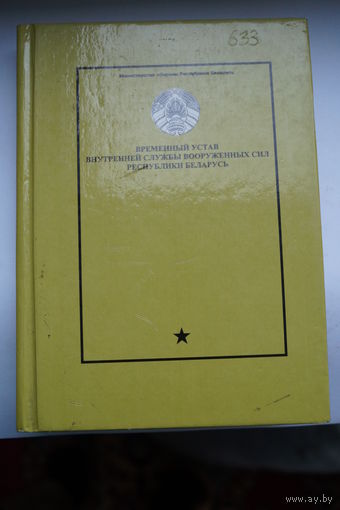 633
Министерство обороны Республики Беларусь
ВРЕМЕННЫЙ УСТАВ
ВНУТРЕННЕЙ СЛУЖБЫ ВООРУЖЕННЫХ СИЛ
РЕСПУБЛИКИ БЕЛАРУСЬ
www.ay.by